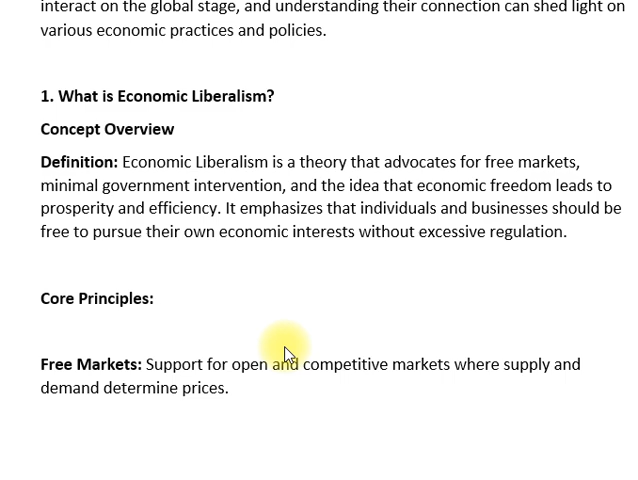 interact on the global stage, and understanding their connection can shed light on
various economic practices and policies.
1. What is Economic Liberalism?
Concept Overview
Definition: Economic Liberalism is a theory that advocates for free markets,
minimal government intervention, and the idea that economic freedom leads to
prosperity and efficiency. It emphasizes that individuals and businesses should be
free to pursue their own economic interests without excessive regulation.
Core Principles:
Free Markets: Support for open and competitive markets where supply and
demand determine prices.